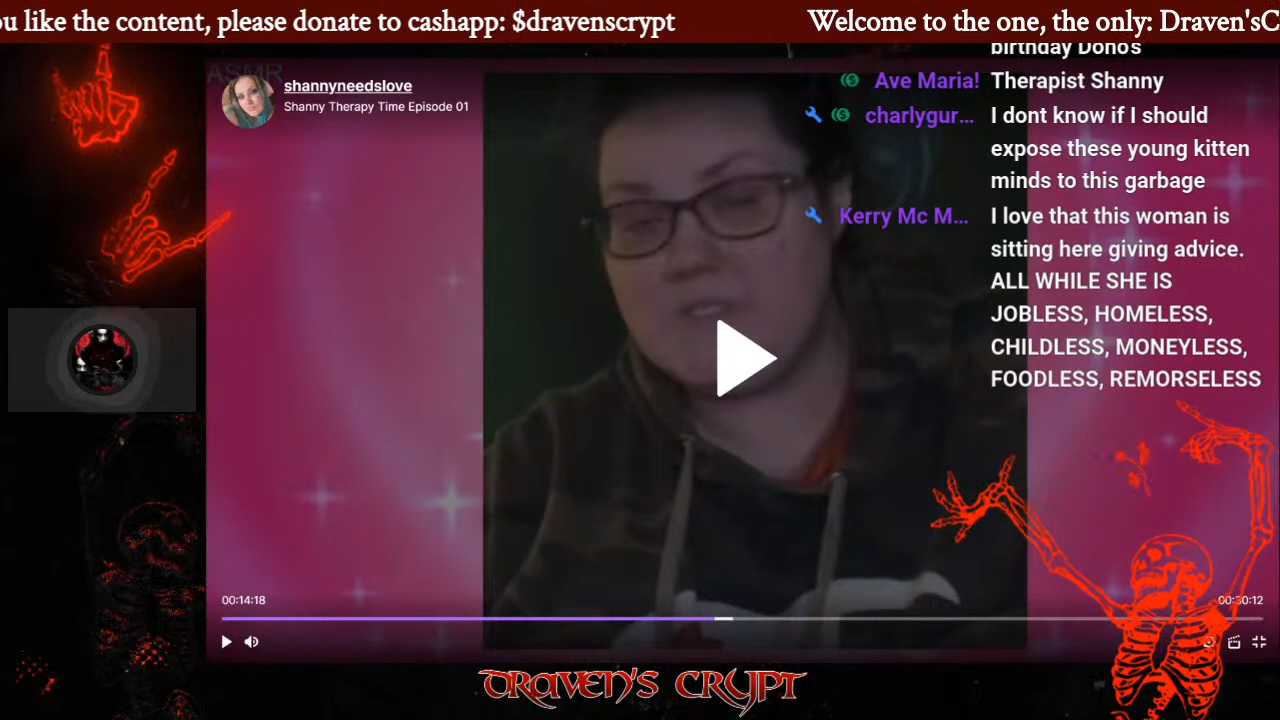 ou like the content, please donate to cashapp: $dravenscrypt
Welcome to the one, the only: Draven'sC
ASMR
shannyneedslove
Shanny Therapy Time Episode 01
birthday Dono's
Ave Maria! Therapist Shanny
charlygur... I dont know if I should
expose these young kitten
minds to this garbage
Kerry Mc M... I love that this woman is
sitting here giving advice.
ALL WHILE SHE IS
JOBLESS, HOMELESS,
CHILDLESS, MONEYLESS,
FOODLESS, REMORSELESS
00:14:18
00:30:12
DRAVEN'S CRYPT